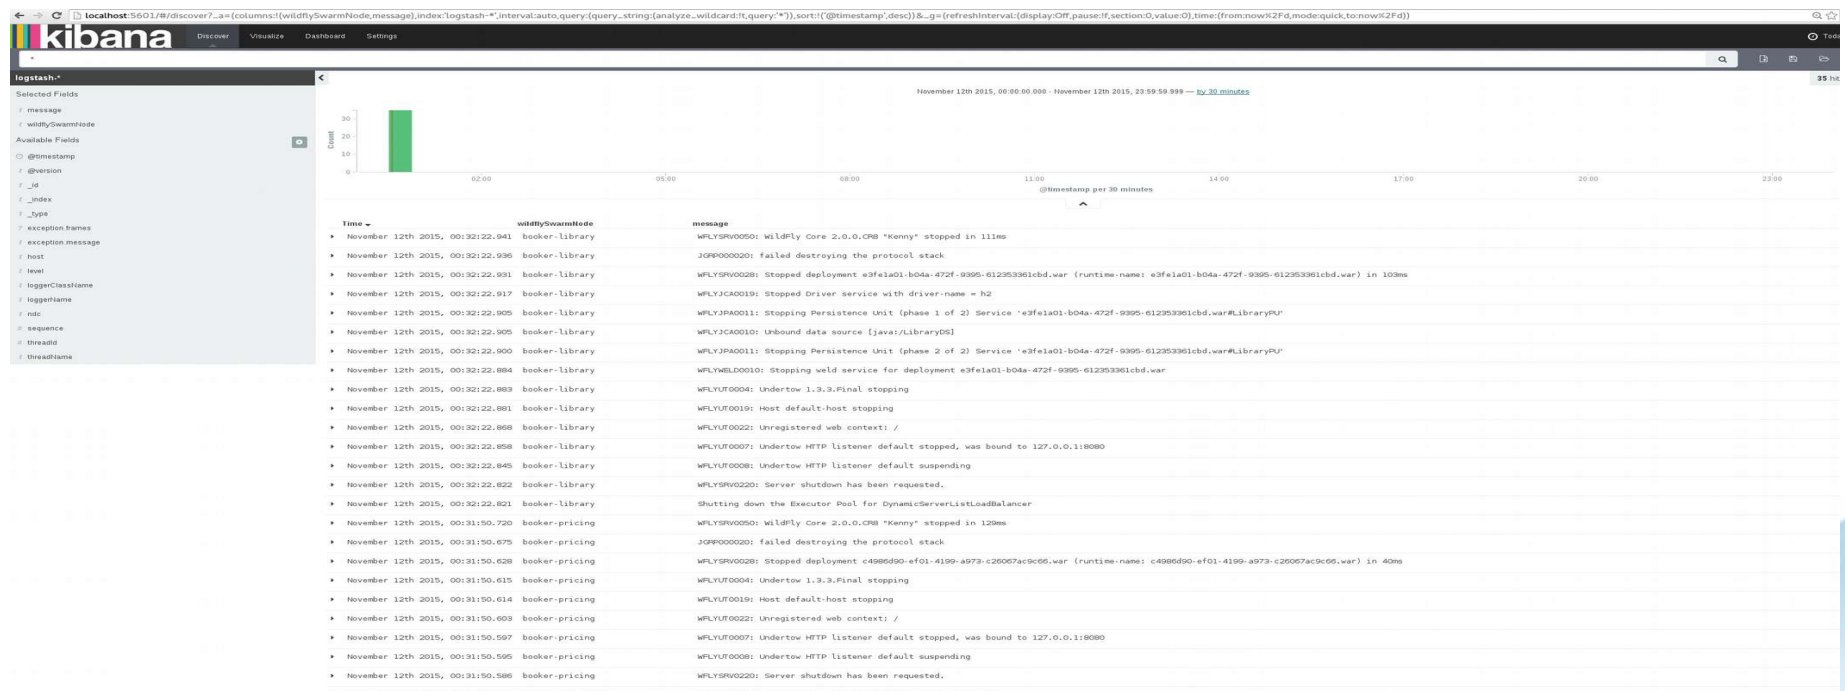 localhost:5601/#/discover?_a=(columns:!(wildflySwarmNode,message),index:'logstash-*',interval:auto,query:(query_string:(analyze_wildcard:!t,query:'*')),sort:!('@timestamp',desc))&_g=(refreshInterval:(display:Off,pause:!f,section:0,value:0),time:(from:now%2Fd,mode:quick,to:now%2Fd))
kibana Discover Visualize Dashboard Settings Toda
*
logstash-* 35 hit
Selected Fields
t message
t wildflySwarmNode
Available Fields
@timestamp
t @version
t _id
t _index
t _type
? exception.frames
t exception.message
t host
t level
t loggerClassName
t loggerName
t ndc
# sequence
# threadId
t threadName
November 12th 2015, 00:00:00.000 - November 12th 2015, 23:59:59.999 — by 30 minutes
Count
30
20
10
0
02:00 05:00 08:00 11:00 14:00 17:00 20:00 23:00
@timestamp per 30 minutes
Time wildflySwarmNode message
November 12th 2015, 00:32:22.941 booker-library WFLYSRV0050: WildFly Core 2.0.0.CR8 "Kenny" stopped in 111ms
November 12th 2015, 00:32:22.936 booker-library JGRP000020: failed destroying the protocol stack
November 12th 2015, 00:32:22.931 booker-library WFLYSRV0028: Stopped deployment e3fe1a01-b04a-472f-9395-612353361cbd.war (runtime-name: e3fe1a01-b04a-472f-9395-612353361cbd.war) in 103ms
November 12th 2015, 00:32:22.917 booker-library WFLYJCA0019: Stopped Driver service with driver-name = h2
November 12th 2015, 00:32:22.905 booker-library WFLYJPA0011: Stopping Persistence Unit (phase 1 of 2) Service 'e3fe1a01-b04a-472f-9395-612353361cbd.war#LibraryPU'
November 12th 2015, 00:32:22.905 booker-library WFLYJCA0010: Unbound data source [java:/LibraryDS]
November 12th 2015, 00:32:22.900 booker-library WFLYJPA0011: Stopping Persistence Unit (phase 2 of 2) Service 'e3fe1a01-b04a-472f-9395-612353361cbd.war#LibraryPU'
November 12th 2015, 00:32:22.884 booker-library WFLYWELD0010: Stopping weld service for deployment e3fe1a01-b04a-472f-9395-612353361cbd.war
November 12th 2015, 00:32:22.883 booker-library WFLYUT0004: Undertow 1.3.3.Final stopping
November 12th 2015, 00:32:22.881 booker-library WFLYUT0019: Host default-host stopping
November 12th 2015, 00:32:22.868 booker-library WFLYUT0022: Unregistered web context: /
November 12th 2015, 00:32:22.858 booker-library WFLYUT0007: Undertow HTTP listener default stopped, was bound to 127.0.0.1:8080
November 12th 2015, 00:32:22.845 booker-library WFLYUT0008: Undertow HTTP listener default suspending
November 12th 2015, 00:32:22.822 booker-library WFLYSRV0220: Server shutdown has been requested.
November 12th 2015, 00:32:22.821 booker-library Shutting down the Executor Pool for DynamicServerListLoadBalancer
November 12th 2015, 00:31:50.720 booker-pricing WFLYSRV0050: WildFly Core 2.0.0.CR8 "Kenny" stopped in 129ms
November 12th 2015, 00:31:50.675 booker-pricing JGRP000020: failed destroying the protocol stack
November 12th 2015, 00:31:50.628 booker-pricing WFLYSRV0028: Stopped deployment c4986d90-ef01-4199-a973-c26067ac9c66.war (runtime-name: c4986d90-ef01-4199-a973-c26067ac9c66.war) in 40ms
November 12th 2015, 00:31:50.615 booker-pricing WFLYUT0004: Undertow 1.3.3.Final stopping
November 12th 2015, 00:31:50.614 booker-pricing WFLYUT0019: Host default-host stopping
November 12th 2015, 00:31:50.603 booker-pricing WFLYUT0022: Unregistered web context: /
November 12th 2015, 00:31:50.597 booker-pricing WFLYUT0007: Undertow HTTP listener default stopped, was bound to 127.0.0.1:8080
November 12th 2015, 00:31:50.595 booker-pricing WFLYUT0008: Undertow HTTP listener default suspending
November 12th 2015, 00:31:50.586 booker-pricing WFLYSRV0220: Server shutdown has been requested.